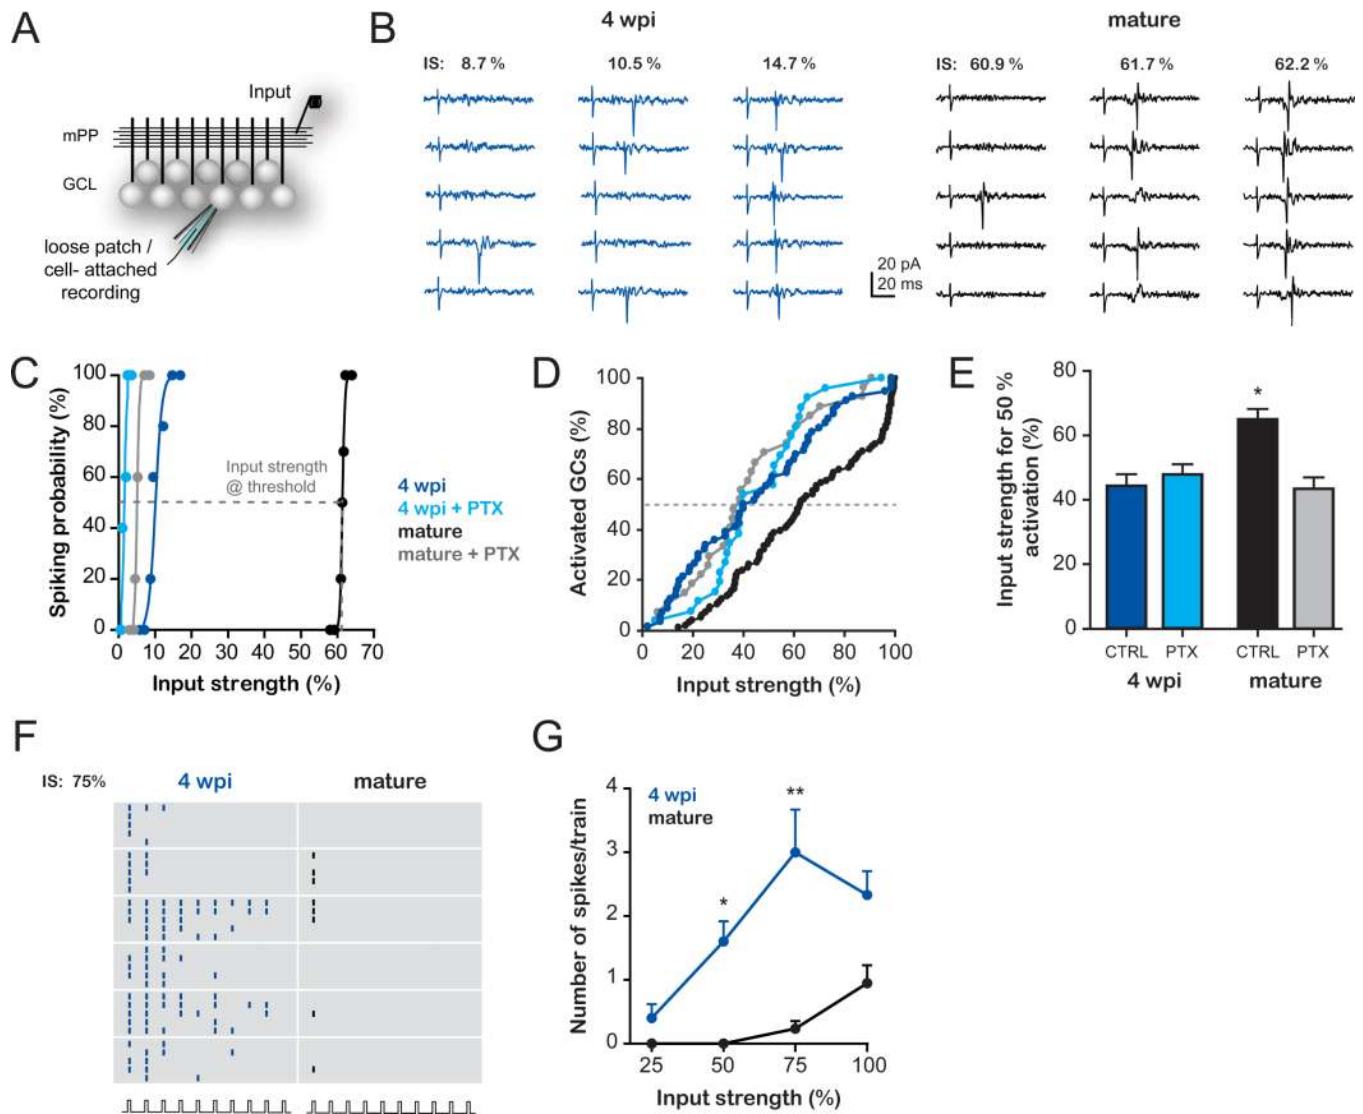 A
Input
mPP
GCL
loose patch /
cell- attached
recording
B
4 wpi
mature
IS: 8.7 %
10.5 %
14.7 %
IS: 60.9 %
61.7 %
62.2 %
20 pA
20 ms
C
Spiking probability (%)
100
80
60
40
20
0
Input strength
@ threshold
0 10 20 30 40 50 60 70
Input strength (%)
4 wpi
4 wpi + PTX
mature
mature + PTX
D
Activated GCs (%)
100
80
60
40
20
0
0 20 40 60 80 100
Input strength (%)
E
Input strength for 50 %
activation (%)
80
60
40
20
0
*
CTRL PTX CTRL PTX
4 wpi mature
F
IS: 75%
4 wpi
mature
G
Number of spikes/train
4
3
2
1
0
4 wpi
mature
*
**
25 50 75 100
Input strength (%)